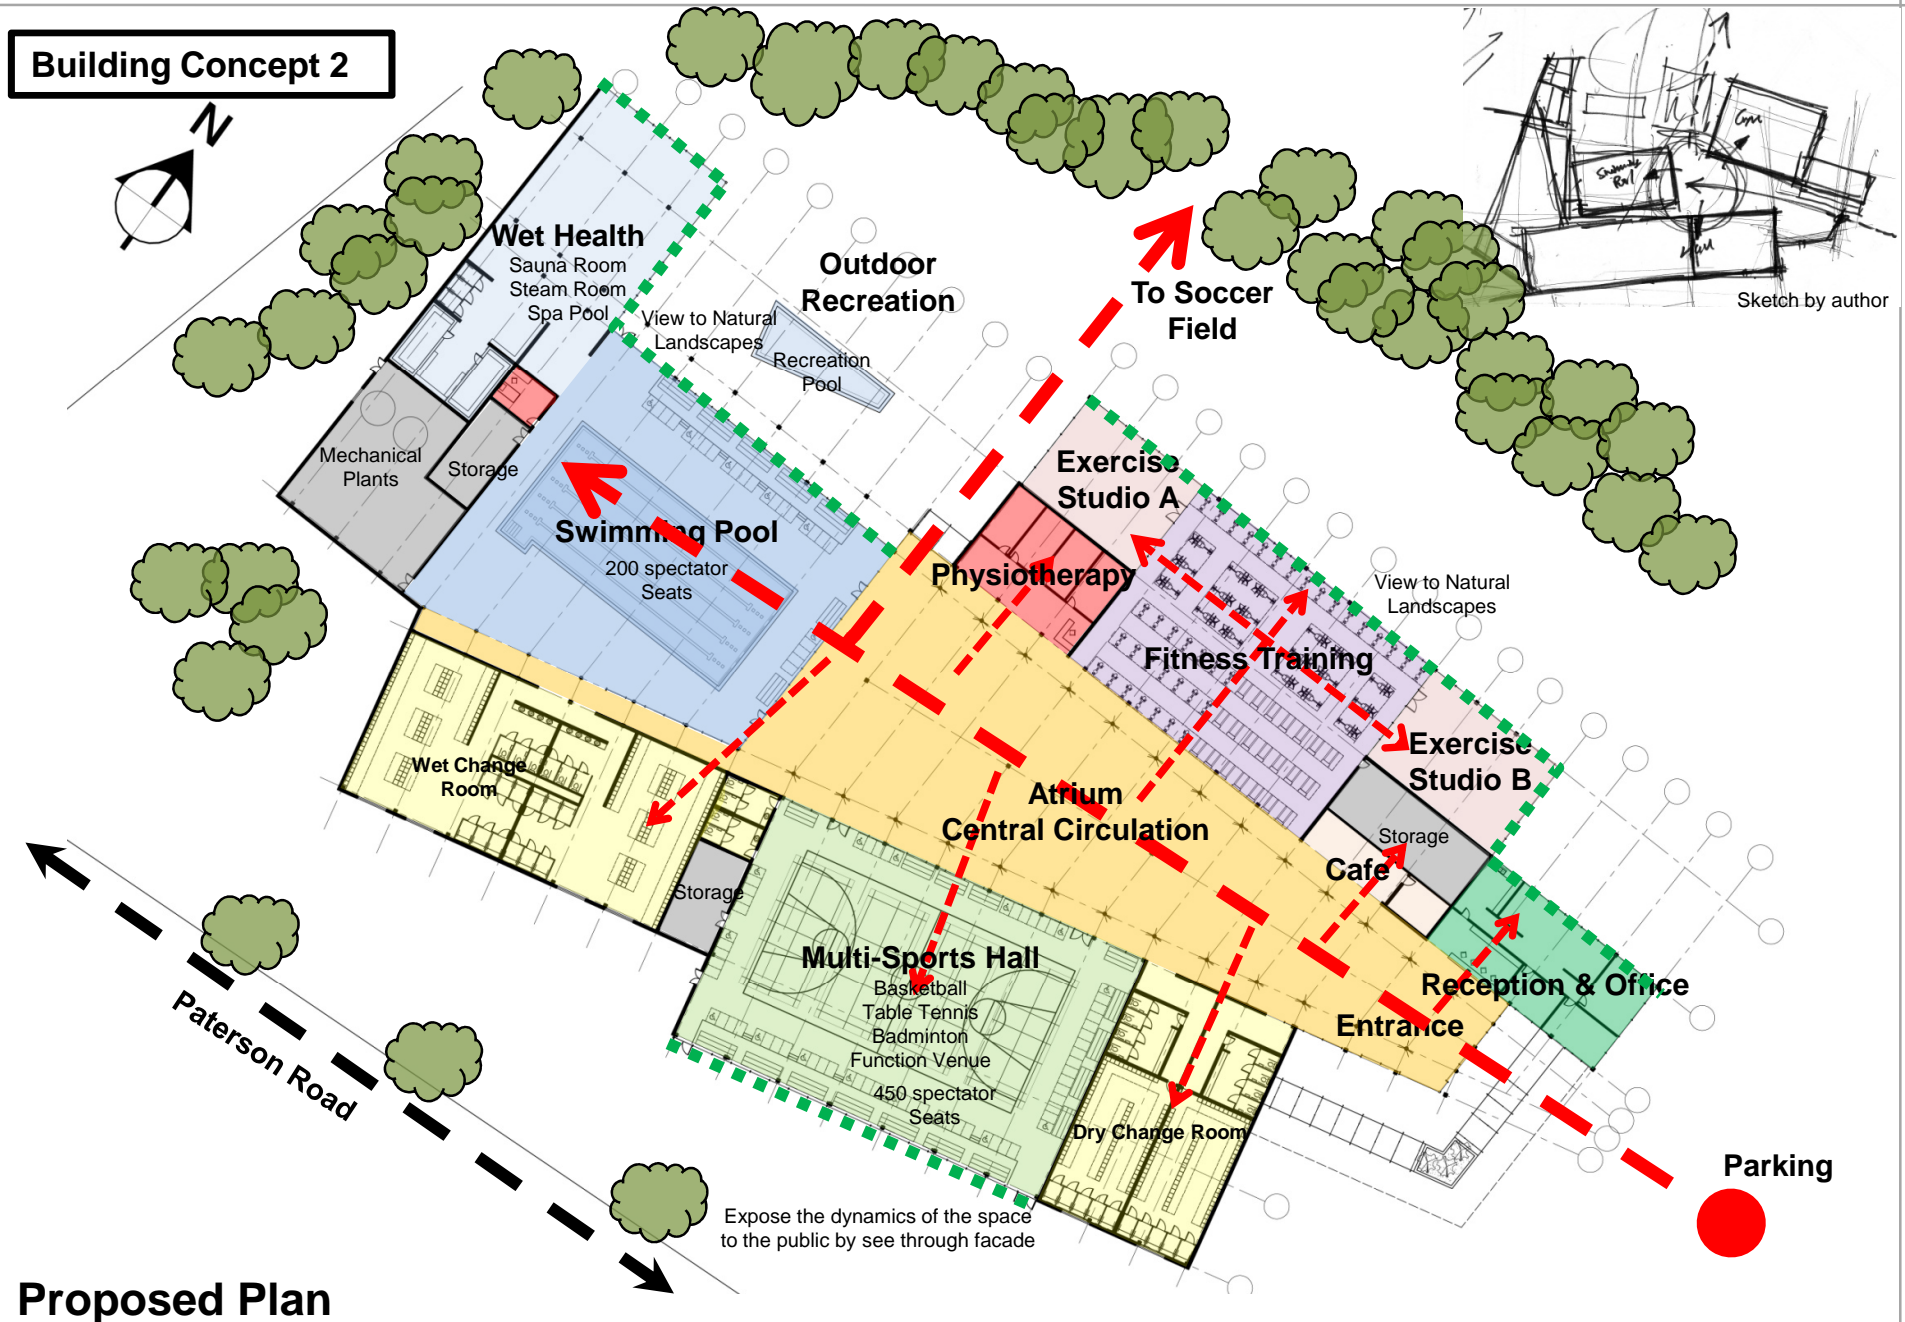 Building Concept 2
N
Sketch by author
Gym
Wet Health
Sauna Room
Steam Room
Spa Pool
Outdoor
Recreation
View to Natural
Landscapes
Recreation
Pool
To Soccer
Field
Mechanical
Plants
Storage
Swimming Pool
200 spectator
Seats
Exercise
Studio A
Physiotherapy
View to Natural
Landscapes
Fitness Training
Exercise
Studio B
Wet Change
Room
Atrium
Central Circulation
Storage
Cafe
Storage
Multi-Sports Hall
Basketball
Table Tennis
Badminton
Function Venue
450 spectator
Seats
Reception & Office
Entrance
Paterson Road
Dry Change Room
Parking
Expose the dynamics of the space
to the public by see through facade
Proposed Plan